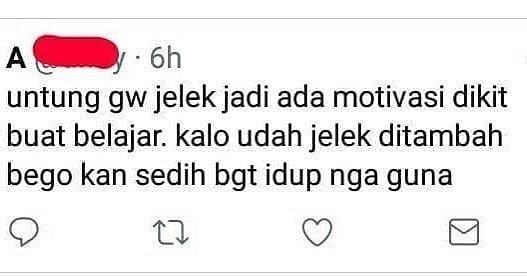 A · 6h
untung gw jelek jadi ada motivasi dikit
buat belajar. kalo udah jelek ditambah
bego kan sedih bgt idup nga guna